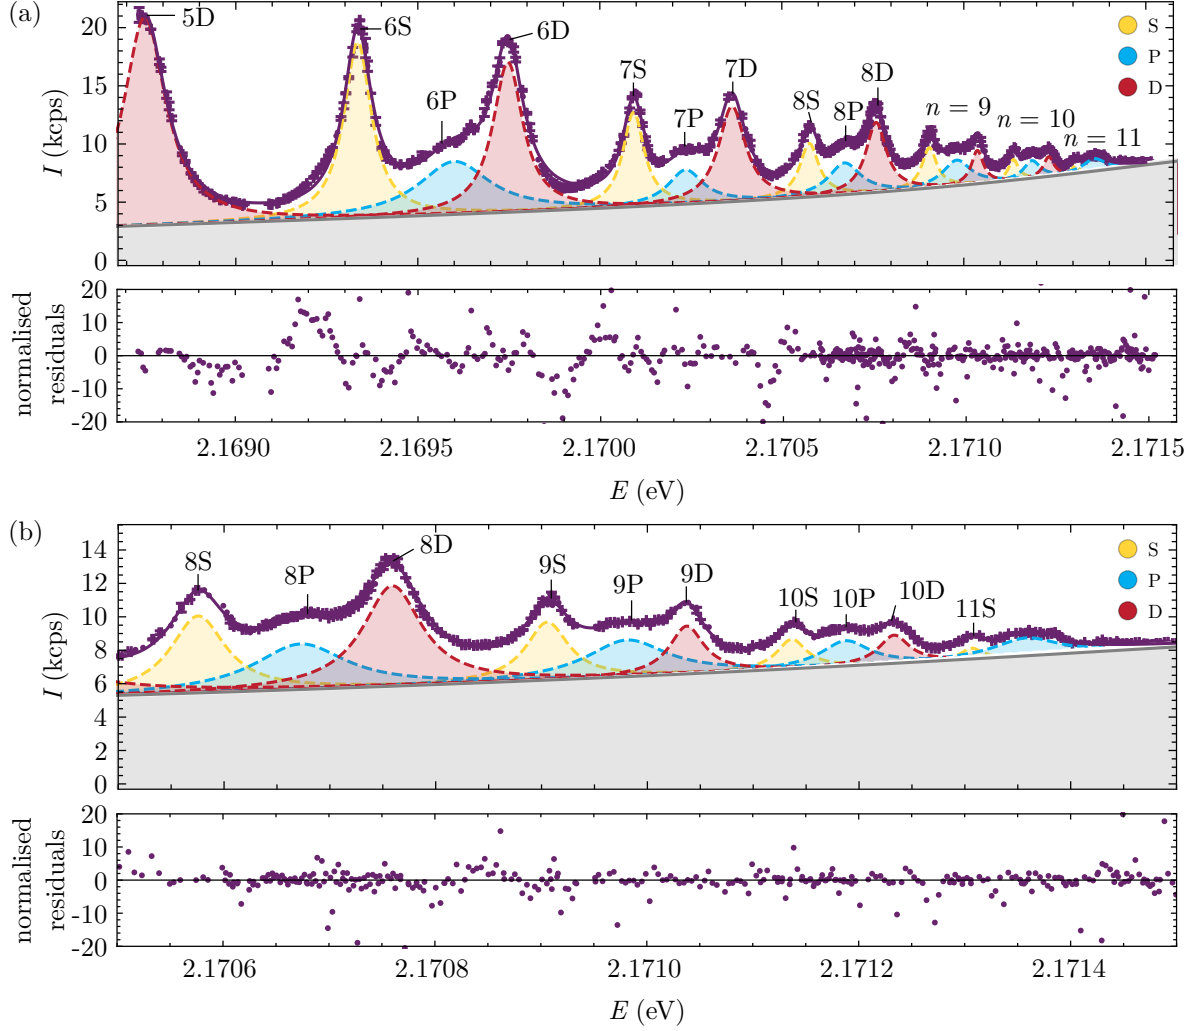 (a)
I (kcps)
20
15
10
5
0
5D
6S
6P
6D
7S
7P
7D
8S
8P
8D
n = 9
n = 10
n = 11
S
P
D
normalised
residuals
20
10
0
-10
-20
2.1690 2.1695 2.1700 2.1705 2.1710 2.1715
E (eV)
(b)
I (kcps)
14
12
10
8
6
4
2
0
8S
8P
8D
9S
9P
9D
10S
10P
10D
11S
S
P
D
normalised
residuals
20
10
0
-10
-20
2.1706 2.1708 2.1710 2.1712 2.1714
E (eV)